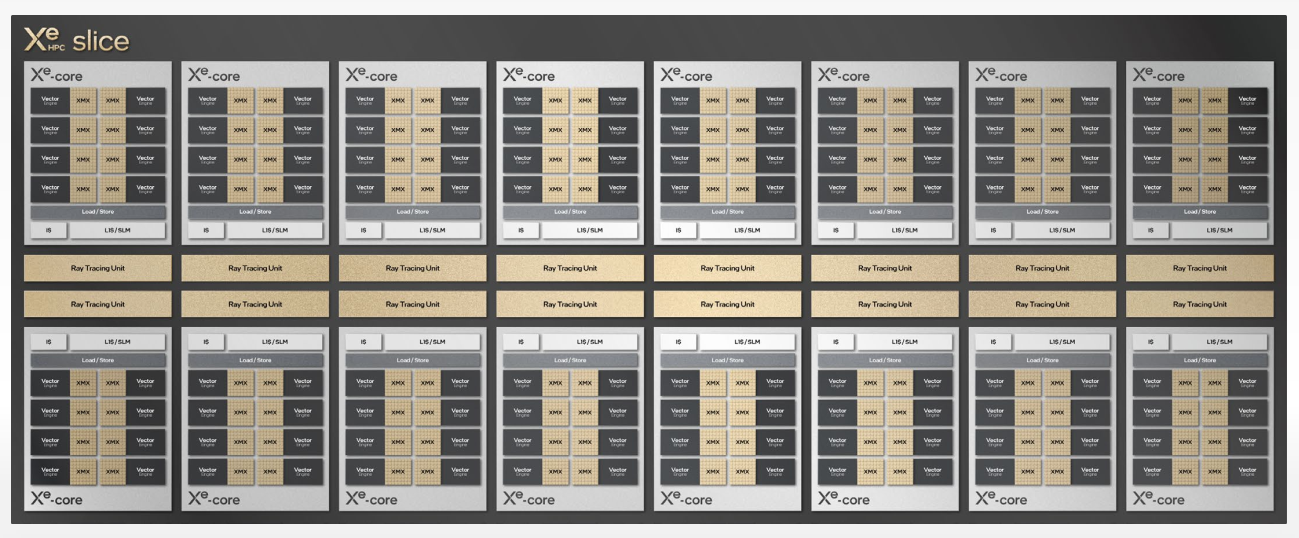 Xe HPC slice
Xe-core Xe-core Xe-core Xe-core Xe-core Xe-core Xe-core Xe-core
Vector Engine XMX XMX Vector Engine Vector Engine XMX XMX Vector Engine Vector Engine XMX XMX Vector Engine Vector Engine XMX XMX Vector Engine Vector Engine XMX XMX Vector Engine Vector Engine XMX XMX Vector Engine Vector Engine XMX XMX Vector Engine Vector Engine XMX XMX Vector Engine
Vector Engine XMX XMX Vector Engine Vector Engine XMX XMX Vector Engine Vector Engine XMX XMX Vector Engine Vector Engine XMX XMX Vector Engine Vector Engine XMX XMX Vector Engine Vector Engine XMX XMX Vector Engine Vector Engine XMX XMX Vector Engine Vector Engine XMX XMX Vector Engine
Vector Engine XMX XMX Vector Engine Vector Engine XMX XMX Vector Engine Vector Engine XMX XMX Vector Engine Vector Engine XMX XMX Vector Engine Vector Engine XMX XMX Vector Engine Vector Engine XMX XMX Vector Engine Vector Engine XMX XMX Vector Engine Vector Engine XMX XMX Vector Engine
Vector Engine XMX XMX Vector Engine Vector Engine XMX XMX Vector Engine Vector Engine XMX XMX Vector Engine Vector Engine XMX XMX Vector Engine Vector Engine XMX XMX Vector Engine Vector Engine XMX XMX Vector Engine Vector Engine XMX XMX Vector Engine Vector Engine XMX XMX Vector Engine
Load/Store Load/Store Load/Store Load/Store Load/Store Load/Store Load/Store Load/Store
I$ L1$/SLM I$ L1$/SLM I$ L1$/SLM I$ L1$/SLM I$ L1$/SLM I$ L1$/SLM I$ L1$/SLM I$ L1$/SLM
Ray Tracing Unit Ray Tracing Unit Ray Tracing Unit Ray Tracing Unit Ray Tracing Unit Ray Tracing Unit Ray Tracing Unit Ray Tracing Unit
Ray Tracing Unit Ray Tracing Unit Ray Tracing Unit Ray Tracing Unit Ray Tracing Unit Ray Tracing Unit Ray Tracing Unit Ray Tracing Unit
I$ L1$/SLM I$ L1$/SLM I$ L1$/SLM I$ L1$/SLM I$ L1$/SLM I$ L1$/SLM I$ L1$/SLM I$ L1$/SLM
Load/Store Load/Store Load/Store Load/Store Load/Store Load/Store Load/Store Load/Store
Vector Engine XMX XMX Vector Engine Vector Engine XMX XMX Vector Engine Vector Engine XMX XMX Vector Engine Vector Engine XMX XMX Vector Engine Vector Engine XMX XMX Vector Engine Vector Engine XMX XMX Vector Engine Vector Engine XMX XMX Vector Engine Vector Engine XMX XMX Vector Engine
Vector Engine XMX XMX Vector Engine Vector Engine XMX XMX Vector Engine Vector Engine XMX XMX Vector Engine Vector Engine XMX XMX Vector Engine Vector Engine XMX XMX Vector Engine Vector Engine XMX XMX Vector Engine Vector Engine XMX XMX Vector Engine Vector Engine XMX XMX Vector Engine
Vector Engine XMX XMX Vector Engine Vector Engine XMX XMX Vector Engine Vector Engine XMX XMX Vector Engine Vector Engine XMX XMX Vector Engine Vector Engine XMX XMX Vector Engine Vector Engine XMX XMX Vector Engine Vector Engine XMX XMX Vector Engine Vector Engine XMX XMX Vector Engine
Vector Engine XMX XMX Vector Engine Vector Engine XMX XMX Vector Engine Vector Engine XMX XMX Vector Engine Vector Engine XMX XMX Vector Engine Vector Engine XMX XMX Vector Engine Vector Engine XMX XMX Vector Engine Vector Engine XMX XMX Vector Engine Vector Engine XMX XMX Vector Engine
Xe-core Xe-core Xe-core Xe-core Xe-core Xe-core Xe-core Xe-core